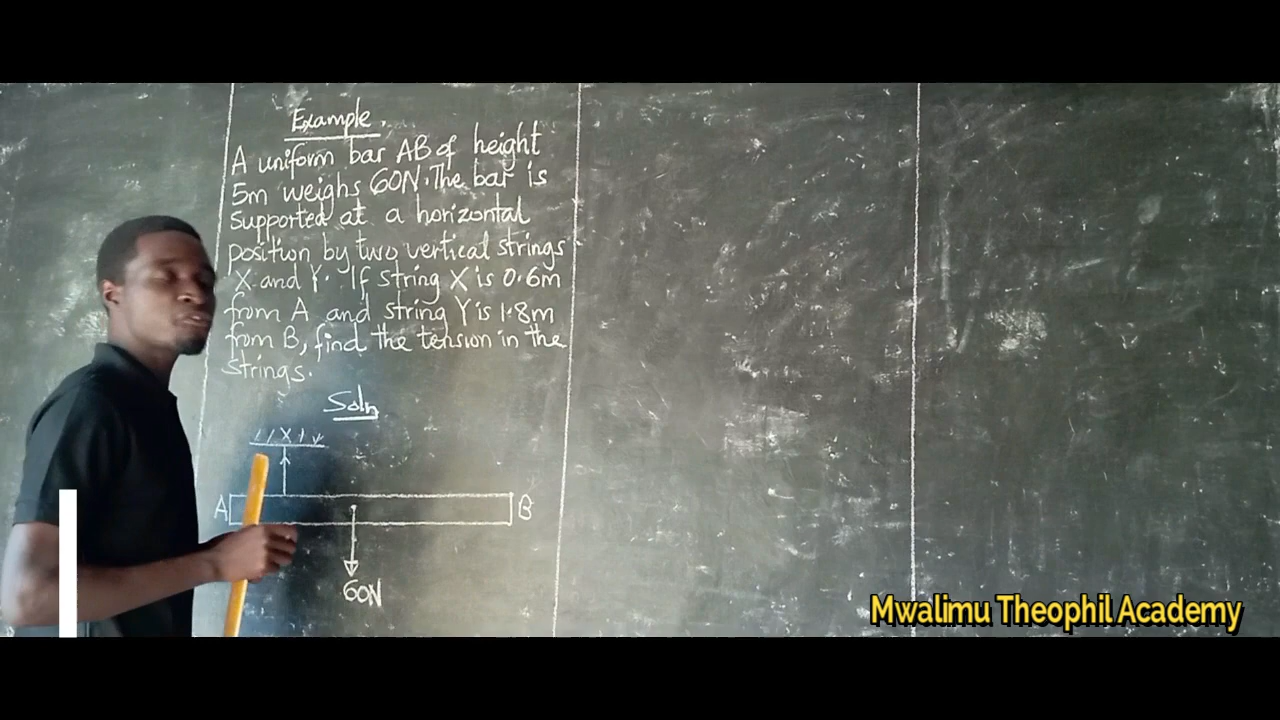 Example.
A uniform bar AB of height
5m weighs 60N. The bar is
supported at a horizontal
position by two vertical strings
X and Y. If string X is 0.6m
from A and string Y is 1.8m
from B, find the tension in the
strings.
Soln
X
A
B
60N
Mwalimu Theophil Academy